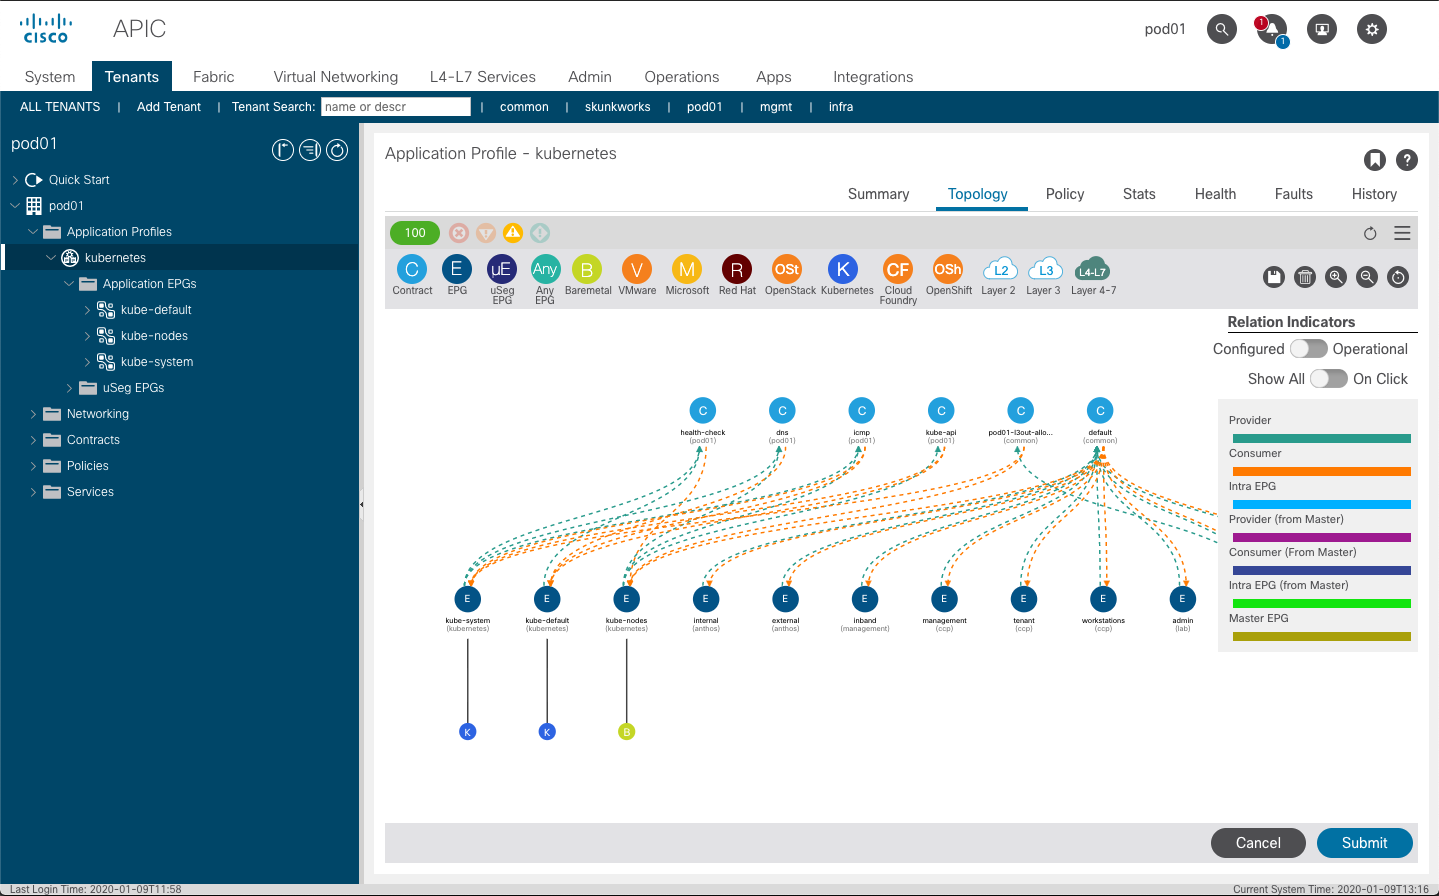 CISCO
APIC
pod01
1
1
System Tenants Fabric Virtual Networking L4-L7 Services Admin Operations Apps Integrations
ALL TENANTS | Add Tenant | Tenant Search: name or descr | common | skunkworks | pod01 | mgmt | infra
pod01
Quick Start
pod01
Application Profiles
kubernetes
Application EPGs
kube-default
kube-nodes
kube-system
uSeg EPGs
Networking
Contracts
Policies
Services
Application Profile - kubernetes
?
Summary Topology Policy Stats Health Faults History
100
C E uE Any B V M R OSt K CF OSh L2 L3 L4-L7
Contract EPG uSeg EPG Any EPG Baremetal VMware Microsoft Red Hat OpenStack Kubernetes Cloud Foundry OpenShift Layer 2 Layer 3 Layer 4-7
Relation Indicators
Configured Operational
Show All On Click
Provider
Consumer
Intra EPG
Provider (from Master)
Consumer (From Master)
Intra EPG (from Master)
Master EPG
C C C C C C
health-check dns icmp kube-api pod01-l3out-allo... default
(pod01) (pod01) (pod01) (pod01) (common) (common)
E E E E E E E E E E
kube-system kube-default kube-nodes internal external inband management tenant workstations admin
(kubernetes) (kubernetes) (kubernetes) (anthos) (anthos) (management) (ccp) (ccp) (ccp) (lab)
K K B
Cancel Submit
Last Login Time: 2020-01-09T11:58
Current System Time: 2020-01-09T13:16